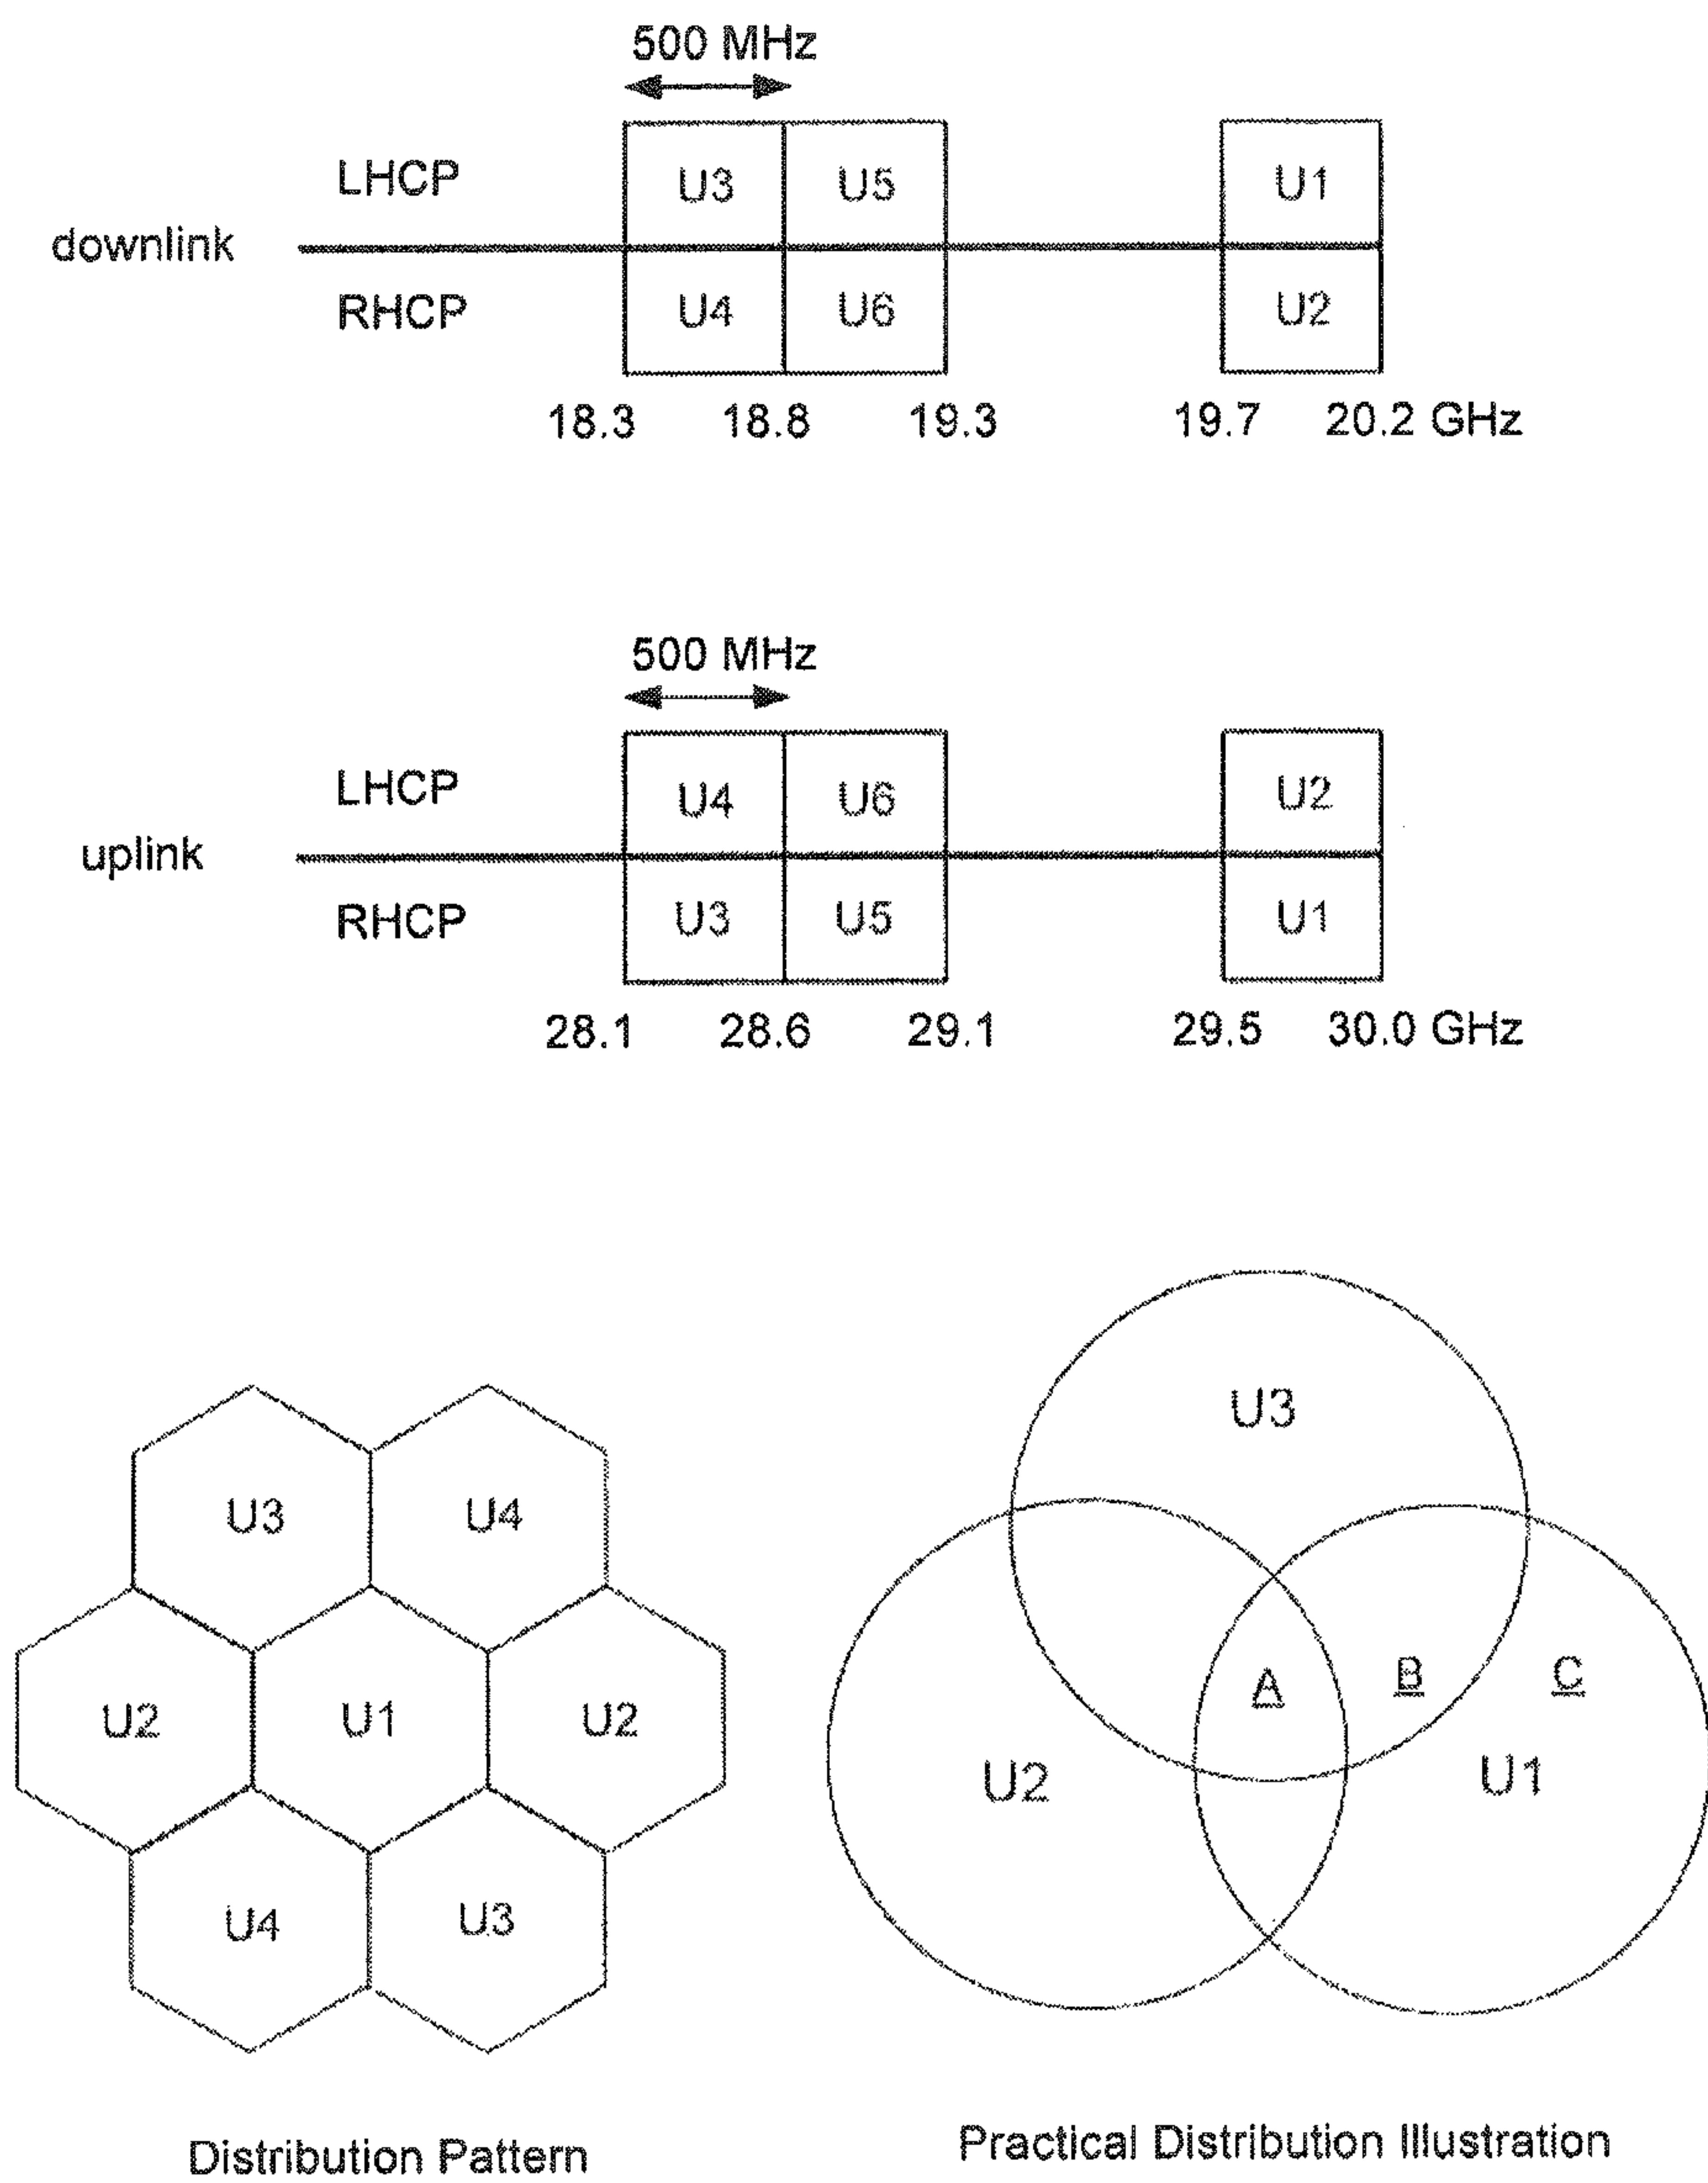 500 MHz
LHCP U3 U5 U1
downlink
RHCP U4 U6 U2
18.3 18.8 19.3 19.7 20.2 GHz
500 MHz
LHCP U4 U6 U2
uplink
RHCP U3 U5 U1
28.1 28.6 29.1 29.5 30.0 GHz
U3 U4
U2 U1 U2
U4 U3
Distribution Pattern
U3
A B C
U2 U1
Practical Distribution Illustration